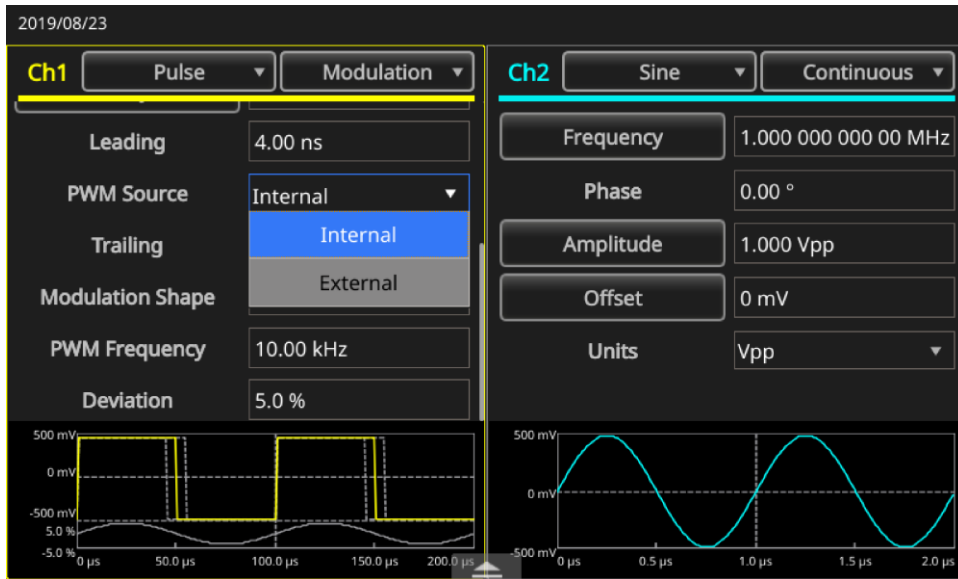 2019/08/23
Ch1 Pulse Modulation
Leading 4.00 ns
PWM Source Internal
Internal
Trailing
External
Modulation Shape
PWM Frequency 10.00 kHz
Deviation 5.0 %
500 mV
0 mV
-500 mV
5.0 %
-5.0 %
0 µs 50.0 µs 100.0 µs 150.0 µs 200.0 µs
Ch2 Sine Continuous
Frequency 1.000 000 000 00 MHz
Phase 0.00 °
Amplitude 1.000 Vpp
Offset 0 mV
Units Vpp
500 mV
0 mV
-500 mV
0 µs 0.5 µs 1.0 µs 1.5 µs 2.0 µs